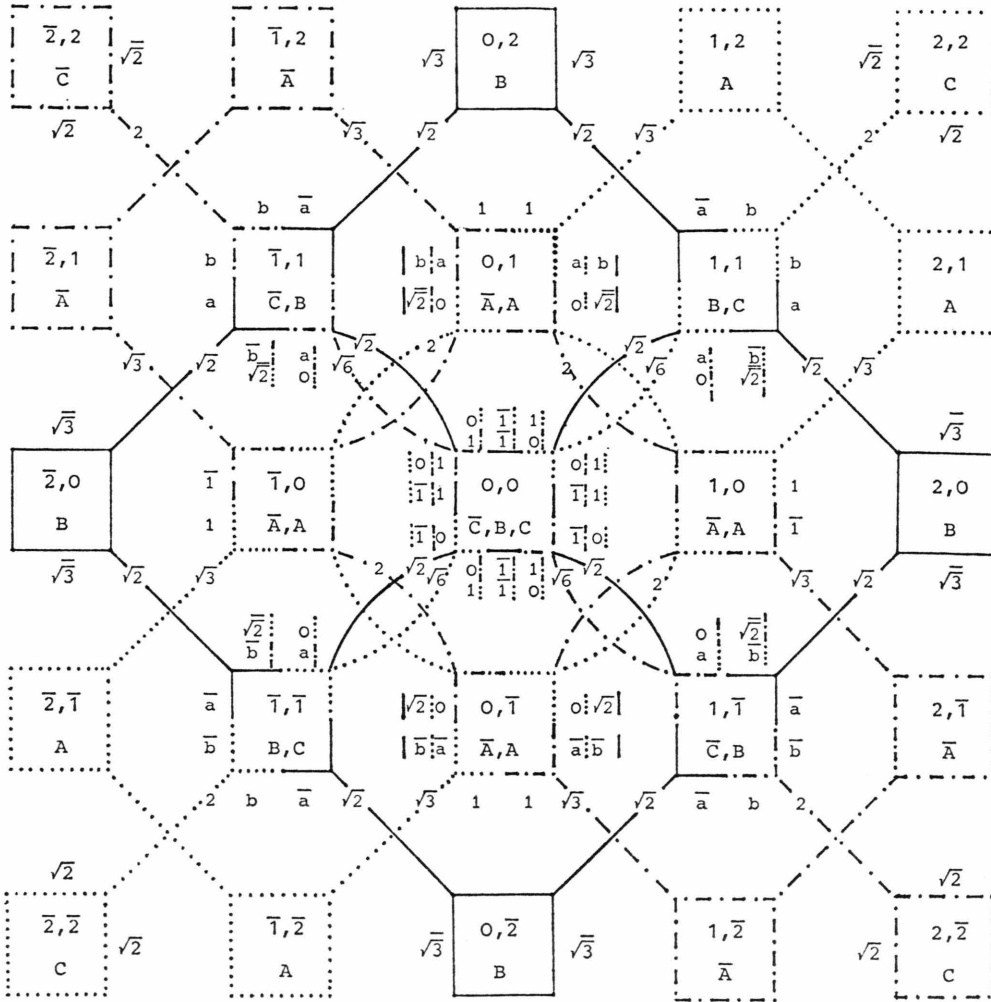 2̅,2 √2̅ 1̅,2 √3 0,2 √3 1,2 √2̅ 2,2
C̅ A̅ B A C
√2 2 √3 √2 √2 √3 2 √2
b a̅ 1 1 a̅ b
2̅,1 b 1̅,1 b a 0,1 a b 1,1 b 2,1
A̅ a C̅,B √2̅ 0 A̅,A 0 √2̅ B,C a A
√3 √2 b̅ a √2 √6 2 2 √2 √6 a b̅ √2 √3
√2̅ 0 0 √2̅
√3̅ 0 1̅ 1 √3̅
1 1̅ 0
2̅,0 1̅ 1̅,0 0 1 0,0 0 1 1,0 1 2,0
1̅ 1 1̅ 1
B 1 A̅,A 1̅ 0 C̅,B,C 1̅ 0 A̅,A 1̅ B
√3̅ √2 √3 2 √2 √6 0 1̅ 1 √6 √2 2 √3 √2 √3̅
1 1̅ 0
√2̅ 0 0 √2̅
b̅ a a b̅
2̅,1̅ a̅ 1̅,1̅ √2 0 0,1̅ 0 √2 1,1̅ a̅ 2,1̅
A b̅ B,C b̅ a̅ A̅,A a̅ b̅ C̅,B b̅ A̅
2 b a̅ √2 √3 1 1 √3 √2 a̅ b 2
√2 √2
2̅,2̅ √2 1̅,2̅ √3̅ 0,2̅ √3̅ 1,2̅ √2 2,2̅
C A B A̅ C